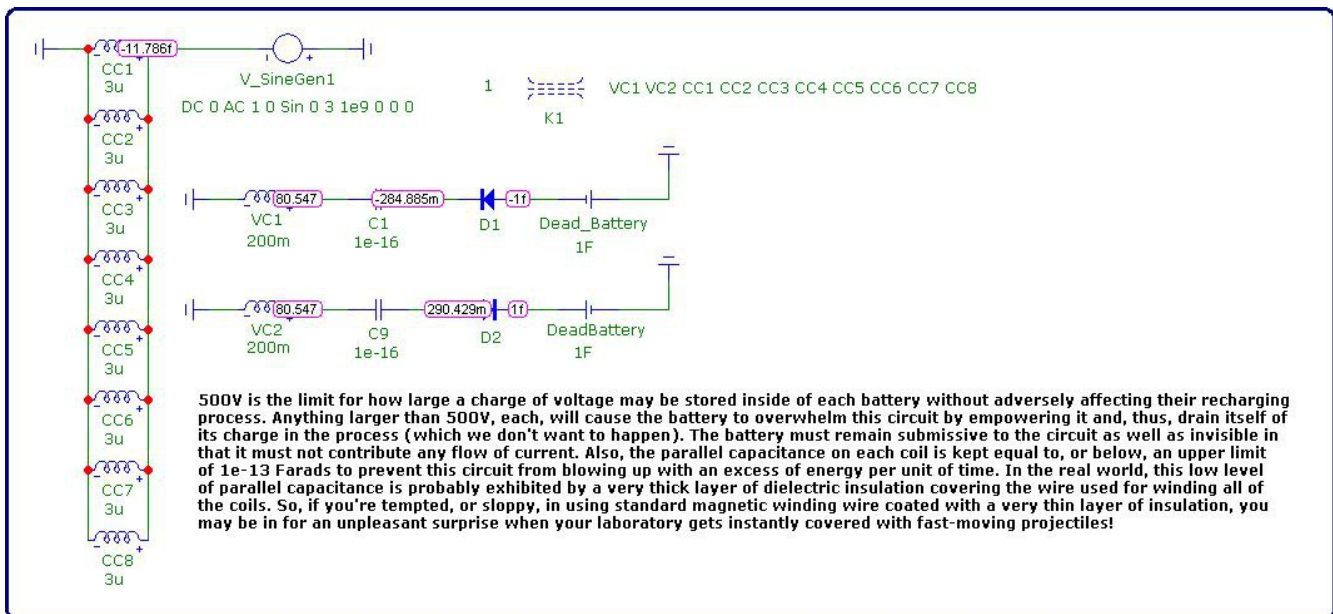 -11.786f
CC1
3u
V_SineGen1
DC 0 AC 1 0 Sin 0 3 1e9 0 0 0
1
VC1 VC2 CC1 CC2 CC3 CC4 CC5 CC6 CC7 CC8
K1
CC2
3u
CC3
3u
80.547
-284.885m
-1f
VC1
200m
C1
1e-16
D1
Dead_Battery
1F
CC4
3u
80.547
290.429m
1f
VC2
200m
C9
1e-16
D2
DeadBattery
1F
CC5
3u
CC6
3u
CC7
3u
CC8
3u
500V is the limit for how large a charge of voltage may be stored inside of each battery without adversely affecting their recharging
process. Anything larger than 500V, each, will cause the battery to overwhelm this circuit by empowering it and, thus, drain itself of
its charge in the process (which we don't want to happen). The battery must remain submissive to the circuit as well as invisible in
that it must not contribute any flow of current. Also, the parallel capacitance on each coil is kept equal to, or below, an upper limit
of 1e-13 Farads to prevent this circuit from blowing up with an excess of energy per unit of time. In the real world, this low level
of parallel capacitance is probably exhibited by a very thick layer of dielectric insulation covering the wire used for winding all of
the coils. So, if you're tempted, or sloppy, in using standard magnetic winding wire coated with a very thin layer of insulation, you
may be in for an unpleasant surprise when your laboratory gets instantly covered with fast-moving projectiles!